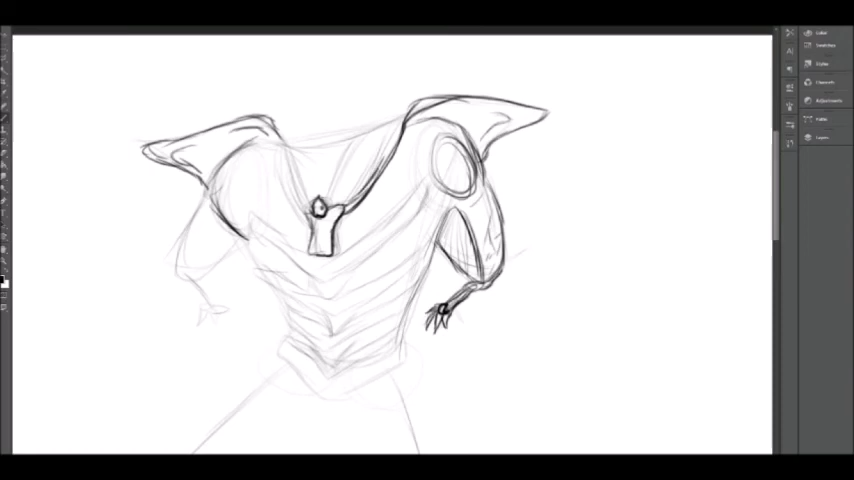 Color
Swatches
Styles
Channels
Adjustments
Paths
Layers